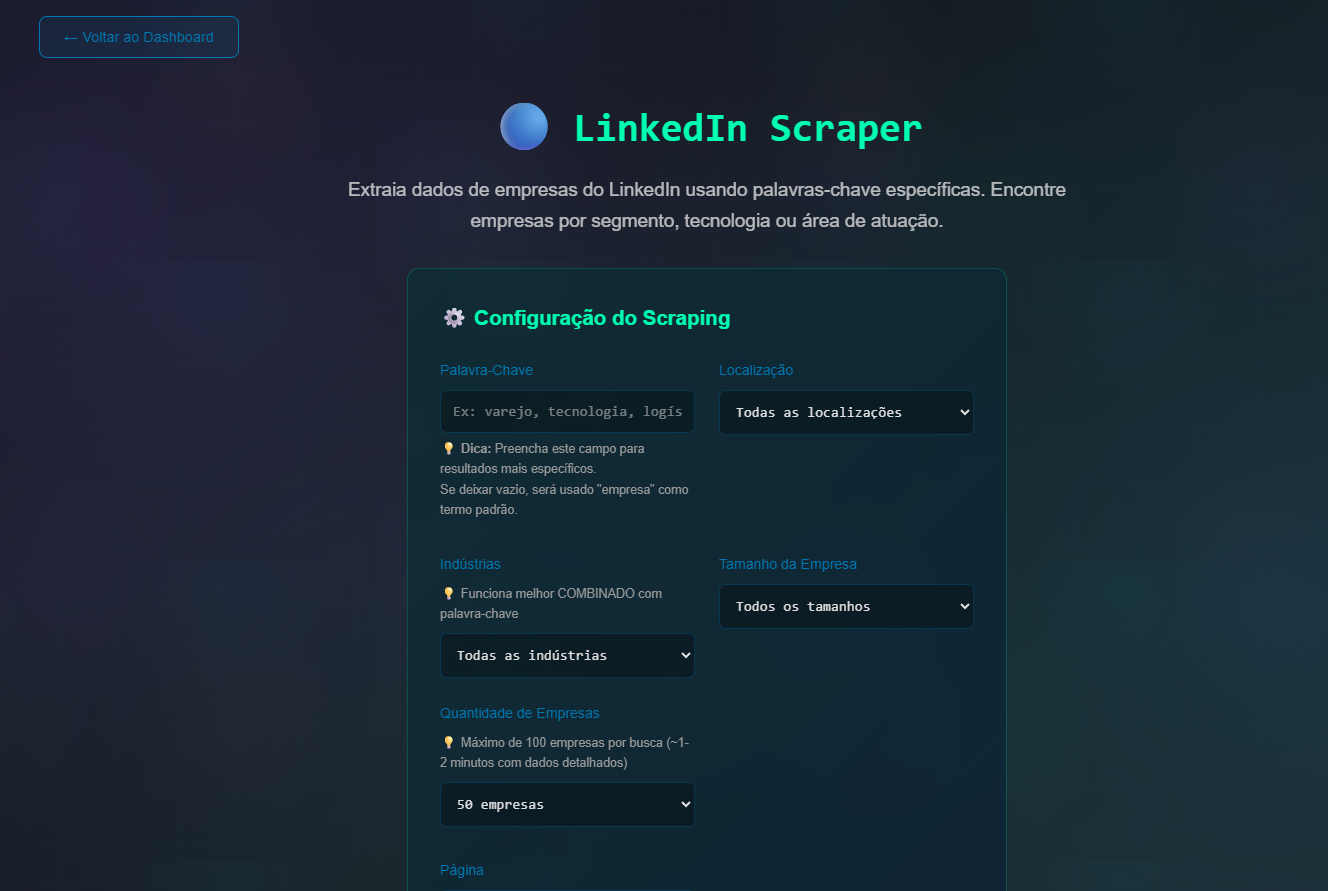 ← Voltar ao Dashboard
LinkedIn Scraper
Extraia dados de empresas do LinkedIn usando palavras-chave específicas. Encontre
empresas por segmento, tecnologia ou área de atuação.
Configuração do Scraping
Palavra-Chave
Ex: varejo, tecnologia, logís
Dica: Preencha este campo para
resultados mais específicos.
Se deixar vazio, será usado "empresa" como
termo padrão.
Localização
Todas as localizações
Indústrias
Funciona melhor COMBINADO com
palavra-chave
Todas as indústrias
Tamanho da Empresa
Todos os tamanhos
Quantidade de Empresas
Máximo de 100 empresas por busca (~1-
2 minutos com dados detalhados)
50 empresas
Página